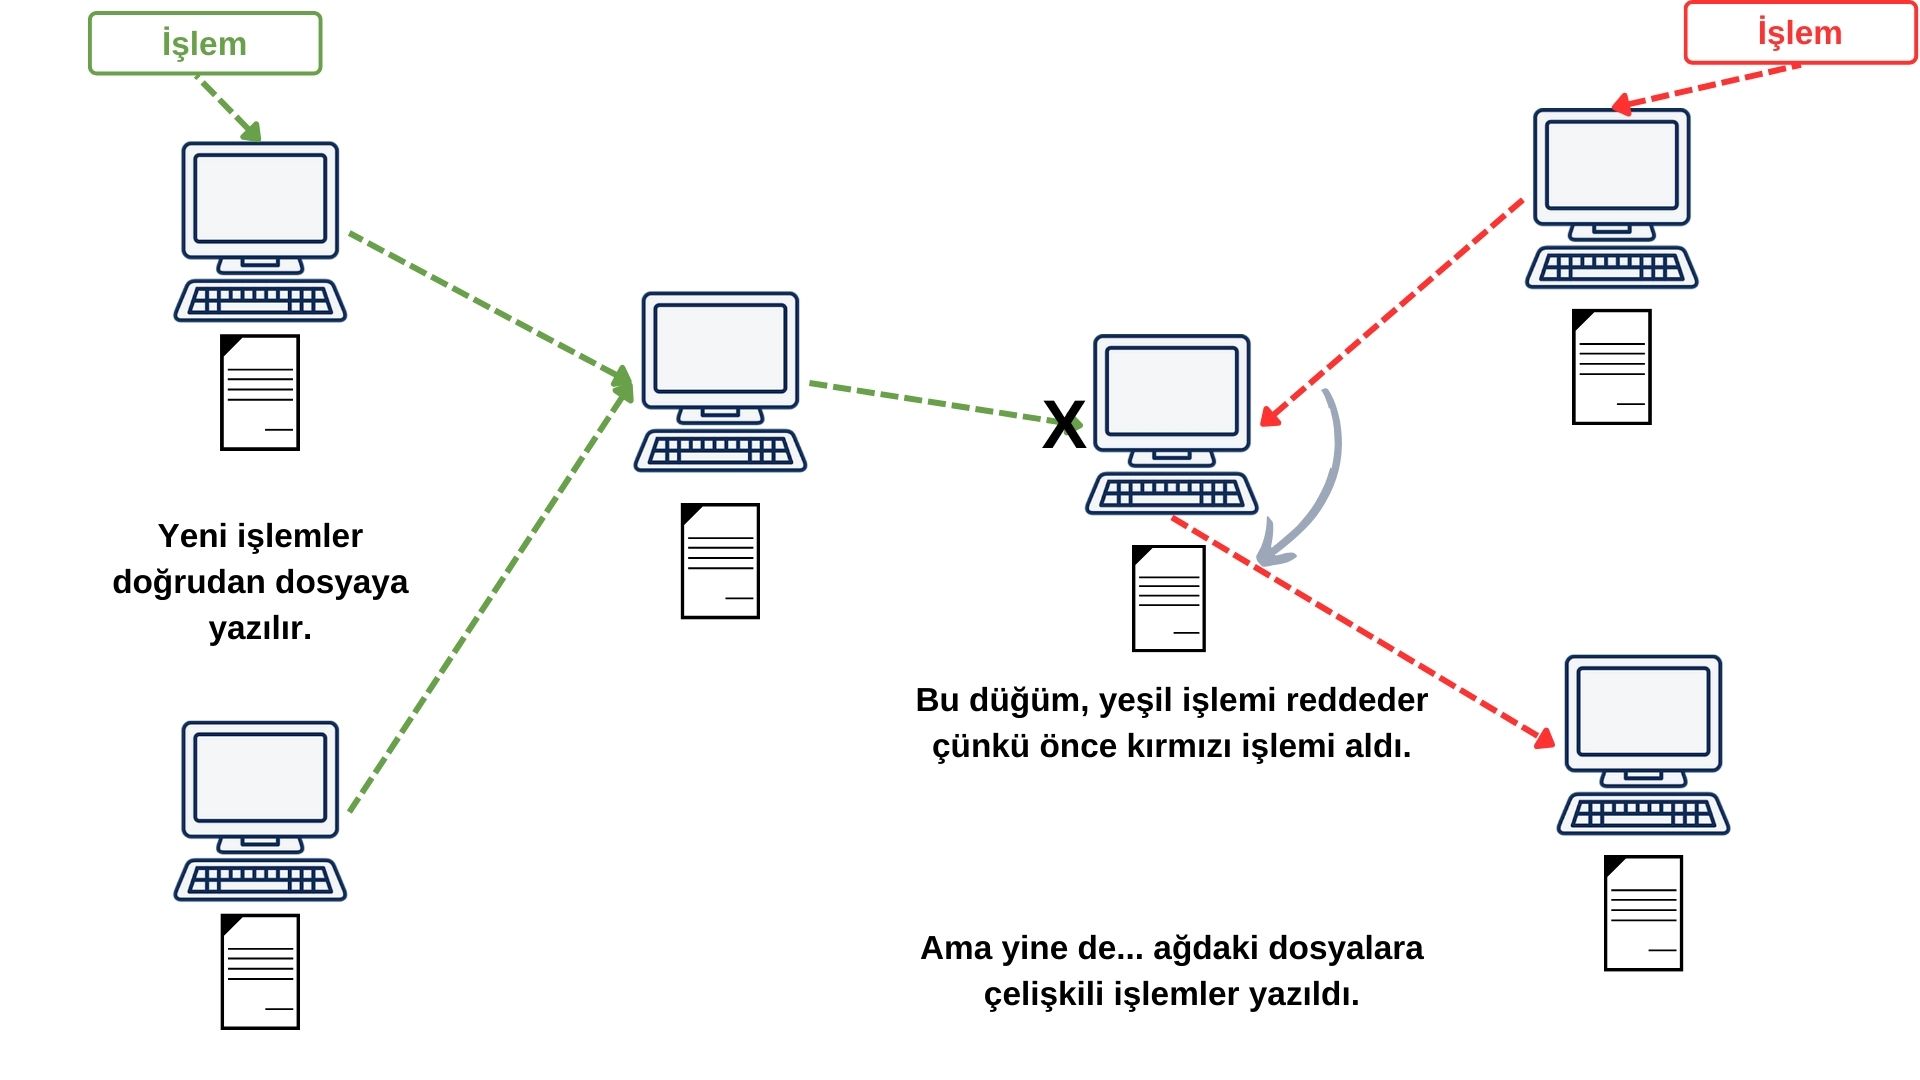 İşlem
İşlem
Yeni işlemler
doğrudan dosyaya
yazılır.
X
Bu düğüm, yeşil işlemi reddeder
çünkü önce kırmızı işlemi aldı.
Ama yine de... ağdaki dosyalara
çelişkili işlemler yazıldı.